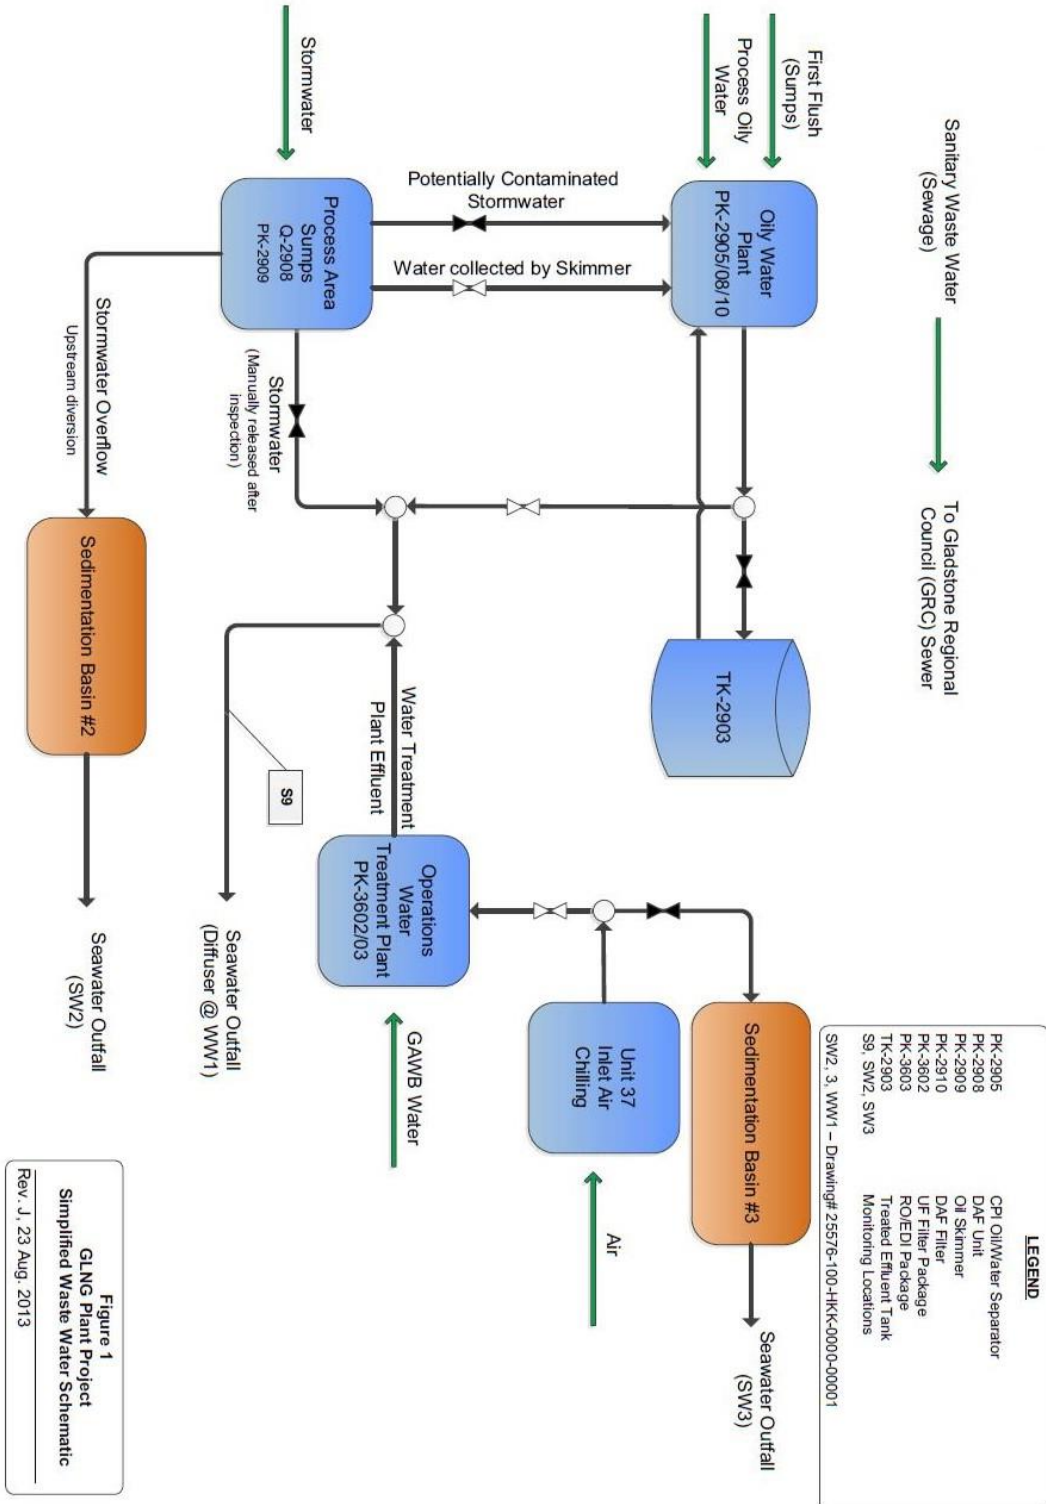 Sanitary Waste Water
(Sewage)
To Gladstone Regional
Council (GRC) Sewer
LEGEND
PK-2905 CPI Oil/Water Separator
PK-2908 DAF Unit
PK-2909 Oil Skimmer
PK-2910 DAF Filter
PK-3602 UF Filter Package
PK-3603 RO/EDI Package
TK-2903 Treated Effluent Tank
S9, SW2, SW3 Monitoring Locations
SW2, 3, WW1 – Drawing# 25576-100-HKK-0000-00001
First Flush
(Sumps)
Process Oily
Water
Oily Water
Plant
PK-2905/08/10
TK-2903
Sedimentation Basin #3
Seawater Outfall
(SW3)
Potentially Contaminated
Stormwater
Water collected by Skimmer
Unit 37
Inlet Air
Chilling
Air
Stormwater
Process Area
Sumps
Q-2908
PK-2909
Stormwater
(Manually released after
inspection)
Water Treatment
Plant Effluent
Operations
Water
Treatment Plant
PK-3602/03
GAWB Water
S9
Seawater Outfall
(Diffuser @ WW1)
Stormwater Overflow
Upstream diversion
Sedimentation Basin #2
Seawater Outfall
(SW2)
Figure 1
GLNG Plant Project
Simplified Waste Water Schematic
Rev. J, 23 Aug. 2013